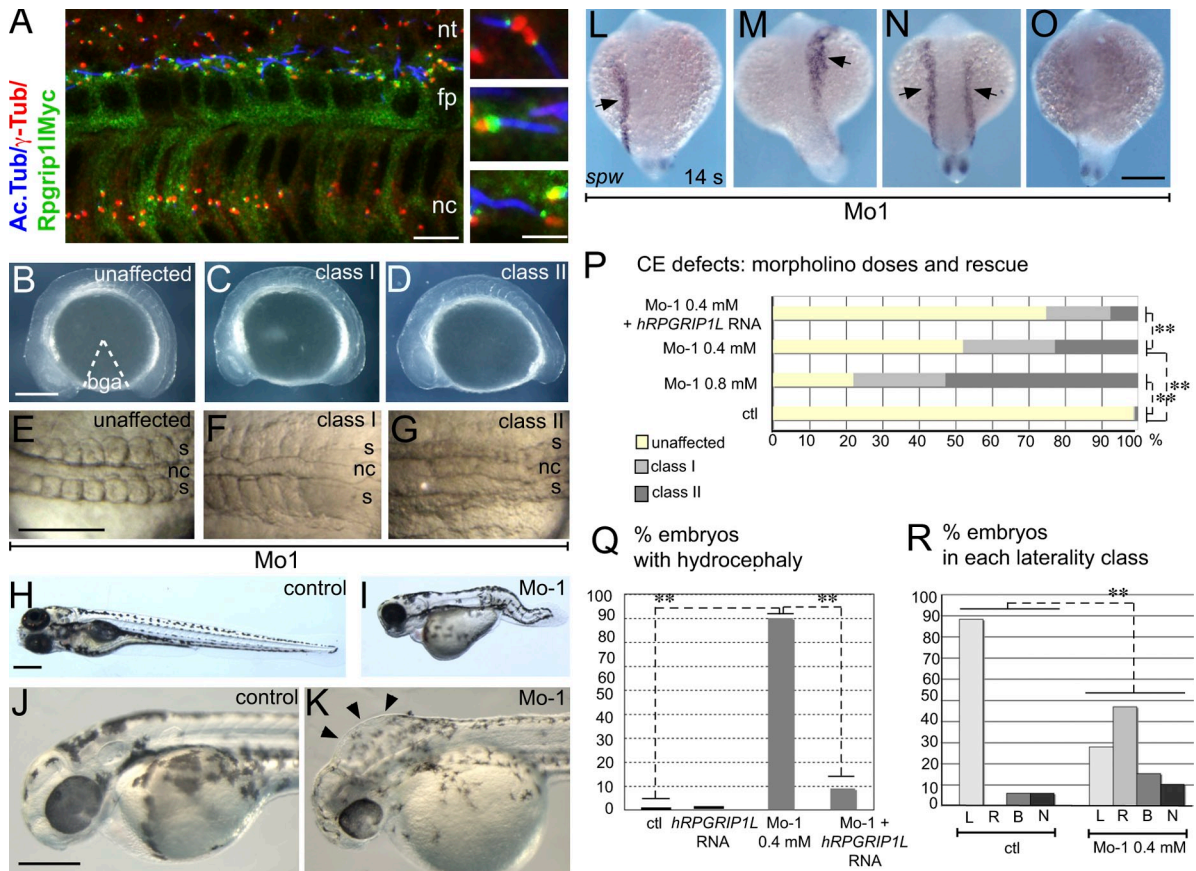 A
Ac.Tub/γ-Tub/
Rpgrip1lMyc
nt
fp
nc
B
unaffected
bga
C
class I
D
class II
E
unaffected
s
nc
s
F
class I
s
nc
s
G
class II
s
nc
s
Mo1
H
control
I
Mo-1
J
control
K
Mo-1
L
spw
14 s
M
N
O
Mo1
P
CE defects: morpholino doses and rescue
Mo-1 0.4 mM
+ hRPGRIP1L RNA
Mo-1 0.4 mM
Mo-1 0.8 mM
ctl
**
**
**
0 10 20 30 40 50 60 70 80 90 100 %
unaffected
class I
class II
Q
% embryos
with hydrocephaly
100
90
80
70
60
50
40
30
20
10
0
**
**
ctl
hRPGRIP1L
RNA
Mo-1
0.4 mM
Mo-1 +
hRPGRIP1L
RNA
R
% embryos
in each laterality class
100
90
80
70
60
50
40
30
20
10
0
**
L R B N
L R B N
ctl
Mo-1 0.4 mM